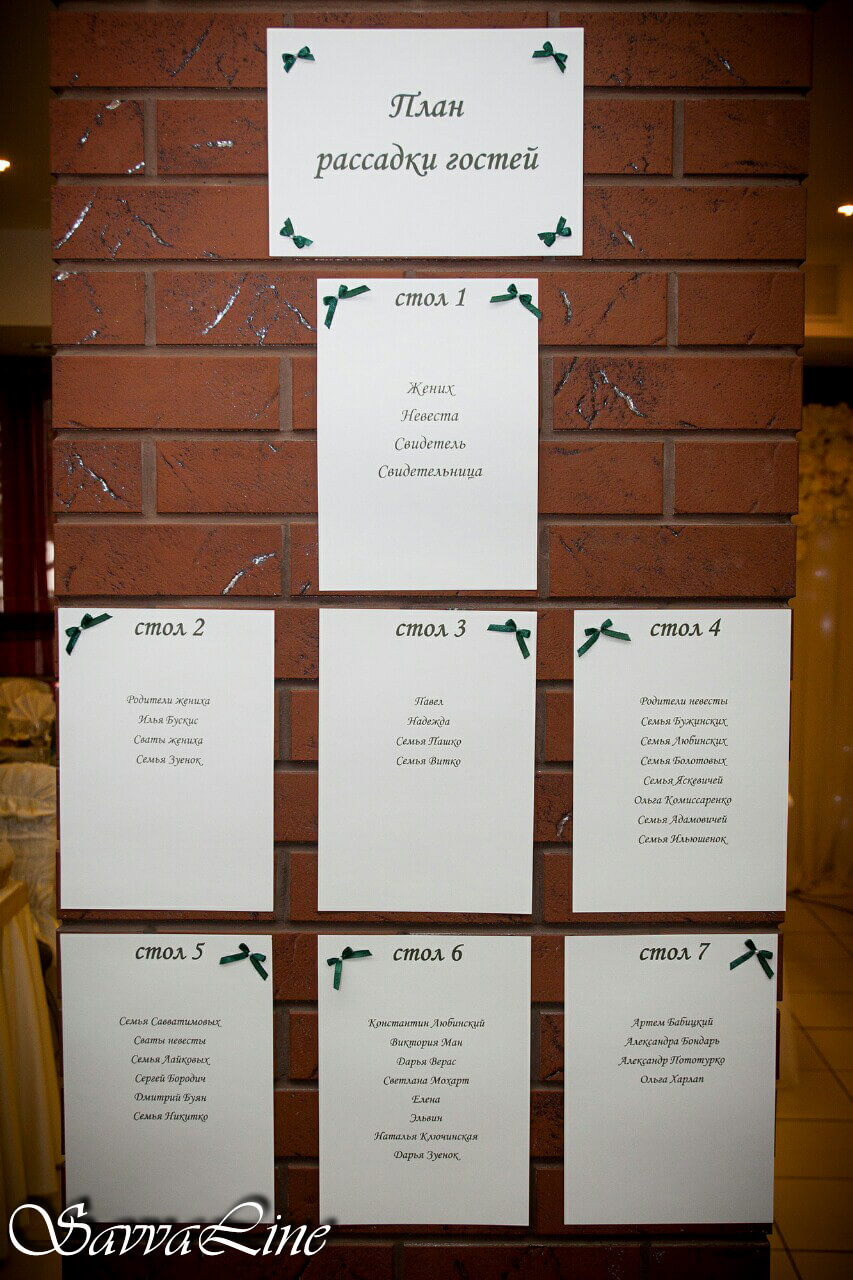 План
рассадки гостей
стол 1
Жених
Невеста
Свидетель
Свидетельница
стол 2
Родители жениха
Илья Бускис
Сваты жениха
Семья Зуенок
стол 3
Павел
Надежда
Семья Пашко
Семья Витко
стол 4
Родители невесты
Семья Бужинских
Семья Любинских
Семья Болотовых
Семья Яскевичей
Ольга Комиссаренко
Семья Адамовичей
Семья Ильюшенок
стол 5
Семья Савватимовых
Сваты невесты
Семья Лайковых
Сергей Бородич
Дмитрий Буян
Семья Никитко
стол 6
Константин Любинский
Виктория Ман
Дарья Верас
Светлана Мохарт
Елена
Эльвин
Наталья Ключинская
Дарья Зуенок
стол 7
Артем Бабицкий
Александра Бондарь
Александр Пототурко
Ольга Харлап
SavvaLine